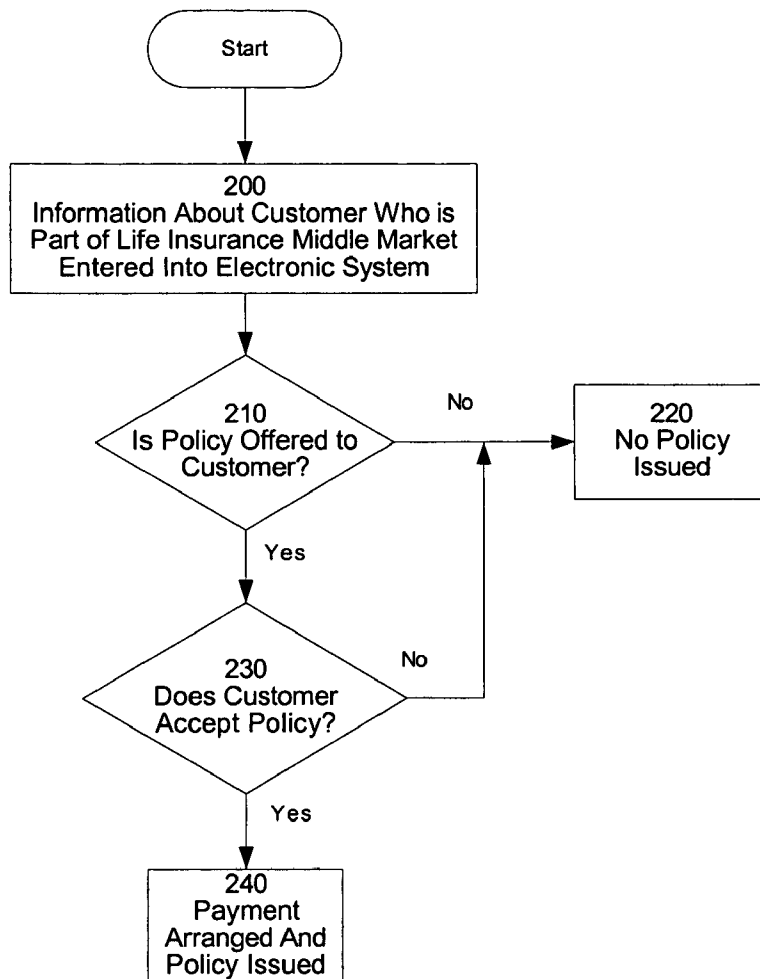 Start
200
Information About Customer Who is
Part of Life Insurance Middle Market
Entered Into Electronic System
210
Is Policy Offered to
Customer?
No
220
No Policy
Issued
Yes
230
Does Customer
Accept Policy?
No
Yes
240
Payment
Arranged And
Policy Issued